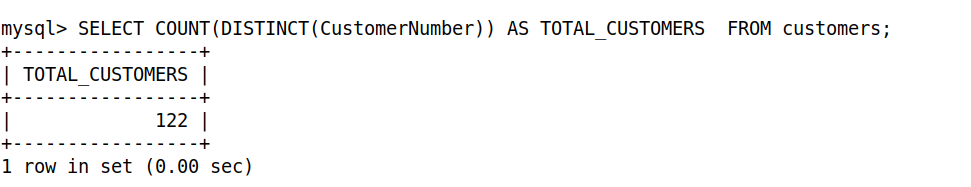 mysql> SELECT COUNT(DISTINCT(CustomerNumber)) AS TOTAL_CUSTOMERS  FROM customers;
+-----------------+
| TOTAL_CUSTOMERS |
+-----------------+
|             122 |
+-----------------+
1 row in set (0.00 sec)